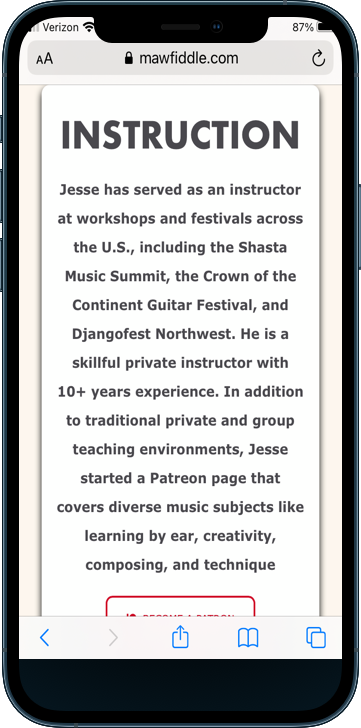 Verizon
87%
AA
mawfiddle.com
INSTRUCTION
Jesse has served as an instructor
at workshops and festivals across
the U.S., including the Shasta
Music Summit, the Crown of the
Continent Guitar Festival, and
Djangofest Northwest. He is a
skillful private instructor with
10+ years experience. In addition
to traditional private and group
teaching environments, Jesse
started a Patreon page that
covers diverse music subjects like
learning by ear, creativity,
composing, and technique
BECOME A PATRON